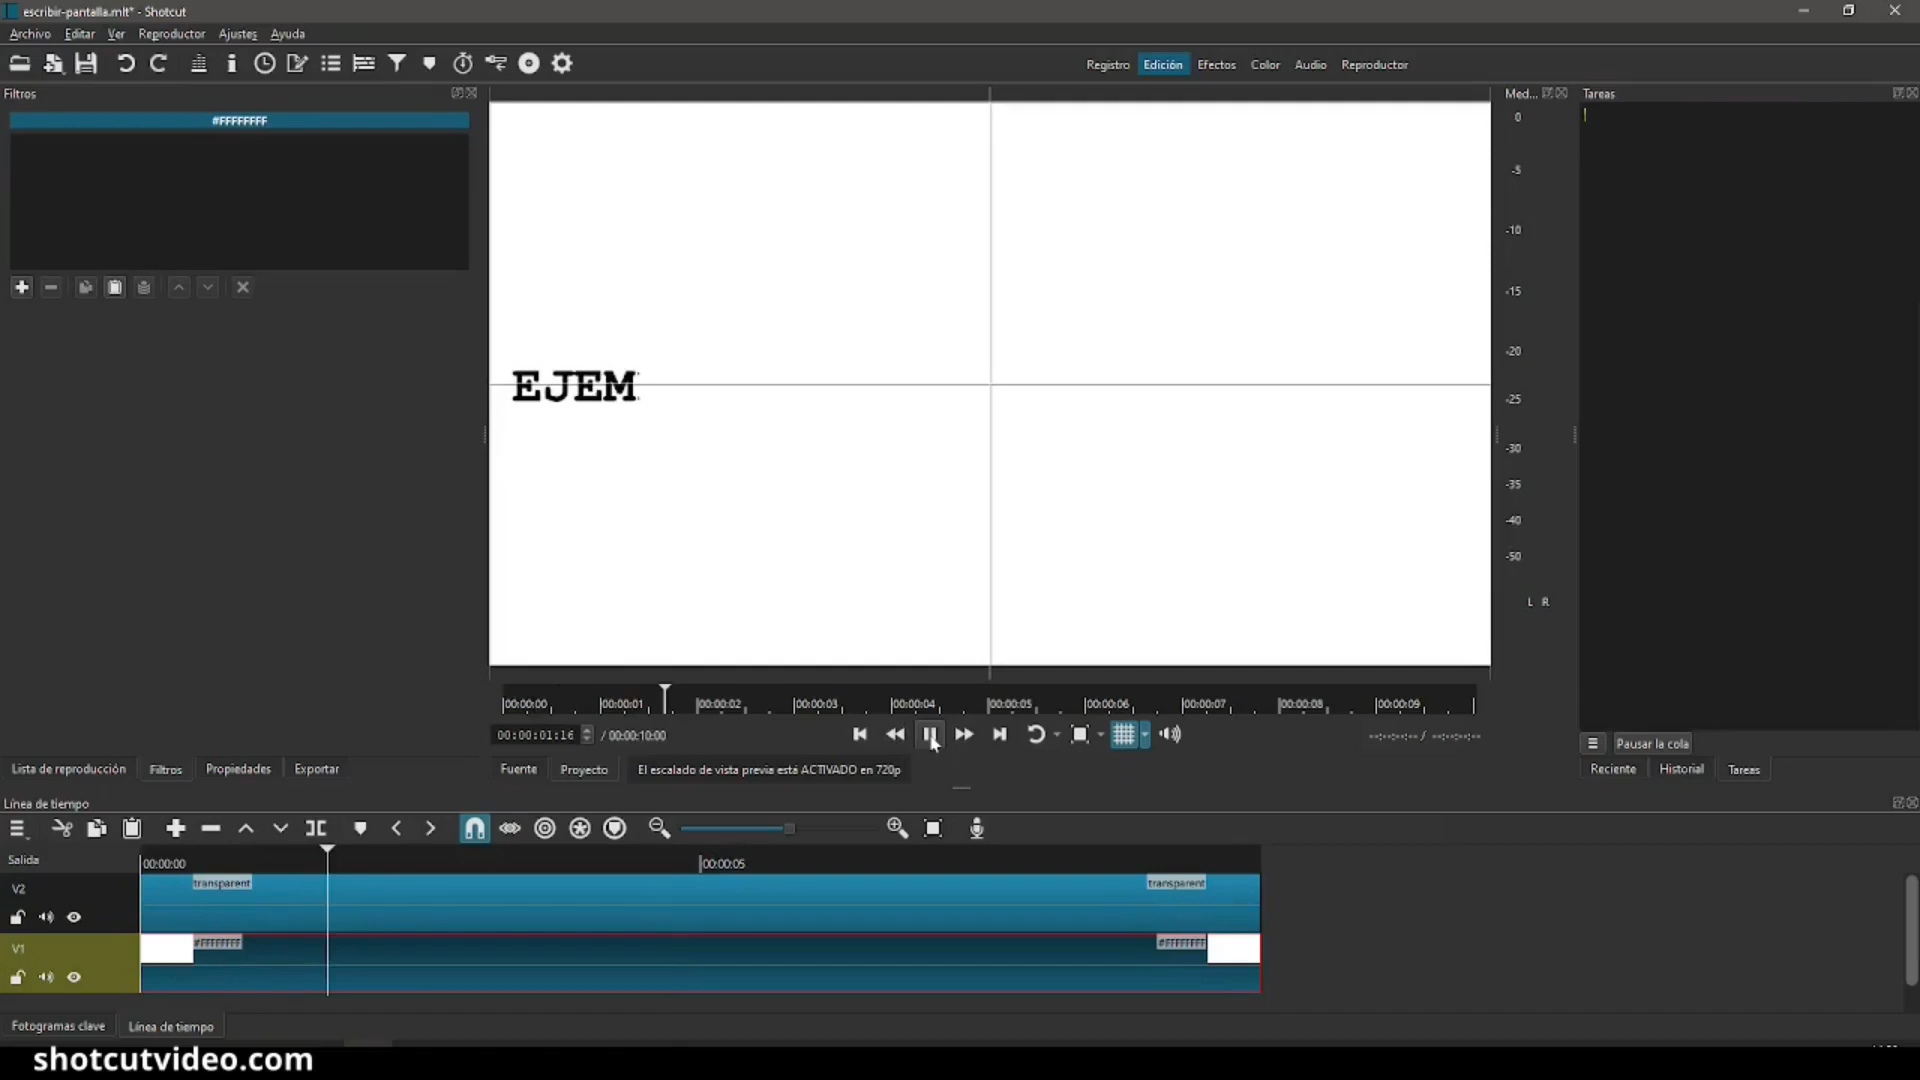 escribir-pantalla.mlt* - Shotcut
Archivo Editar Ver Reproductor Ajustes Ayuda
Registro Edición Efectos Color Audio Reproductor
Filtros
#FFFFFFFF
Med...
Tareas
0
-5
-10
-15
-20
-25
-30
-35
-40
-50
L R
EJEM
00:00:00 00:00:01 00:00:02 00:00:03 00:00:04 00:00:05 00:00:06 00:00:07 00:00:08 00:00:09
00:00:01:16 / 00:00:10:00
--:--:--:-- / --:--:--:--
Pausar la cola
Lista de reproducción Filtros Propiedades Exportar
Fuente Proyecto El escalado de vista previa está ACTIVADO en 720p
Reciente Historial Tareas
Línea de tiempo
Salida
00:00:00 00:00:05
V2
transparent transparent
V1
#FFFFFFFF #FFFFFFFF
Fotogramas clave Línea de tiempo
shotcutvideo.com